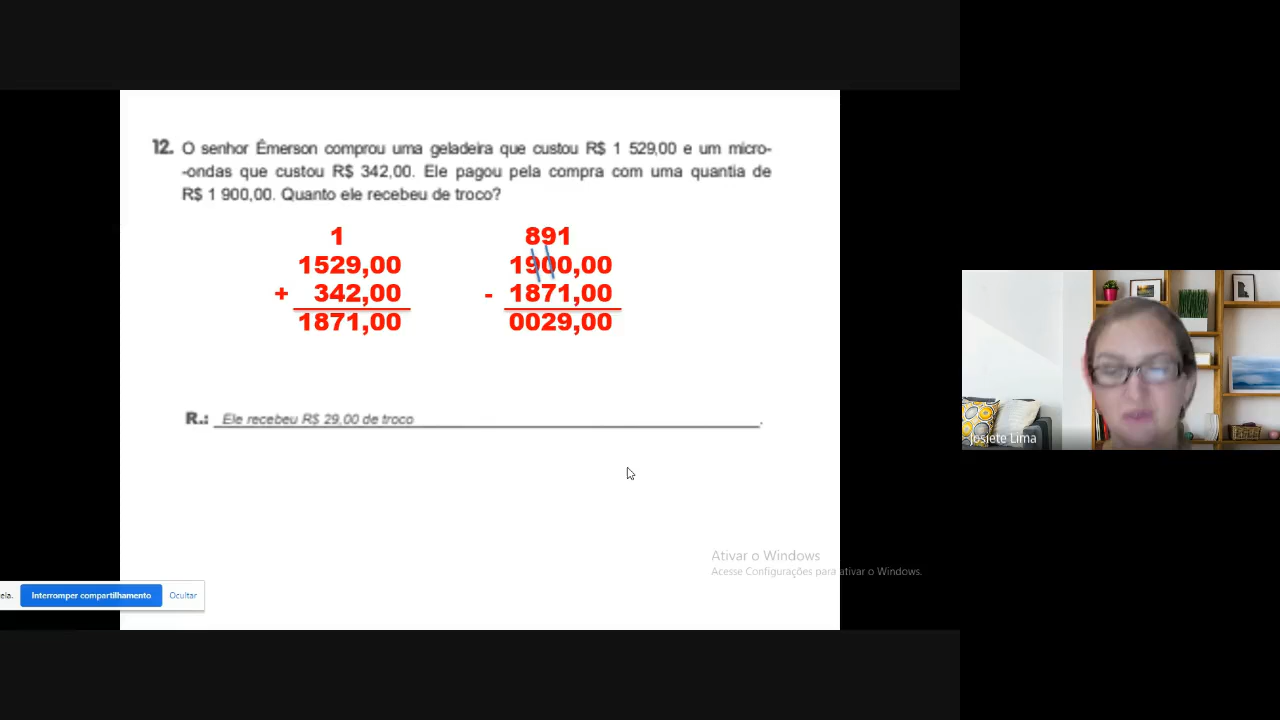 12. O senhor Êmerson comprou uma geladeira que custou R$ 1 529,00 e um micro-
-ondas que custou R$ 342,00. Ele pagou pela compra com uma quantia de
R$ 1 900,00. Quanto ele recebeu de troco?
1
1529,00
+ 342,00
1871,00
891
1900,00
- 1871,00
0029,00
R.: Ele recebeu R$ 29,00 de troco.
Josiete Lima
Ativar o Windows
Acesse Configurações para ativar o Windows.
ela. Interromper compartilhamento Ocultar